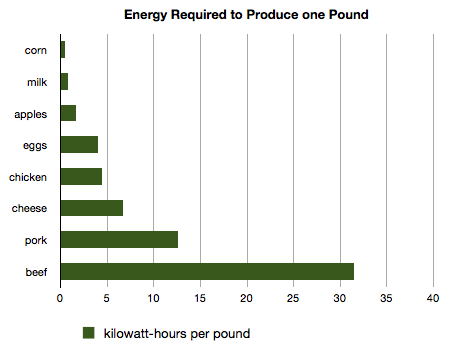 Energy Required to Produce one Pound
corn
milk
apples
eggs
chicken
cheese
pork
beef
0 5 10 15 20 25 30 35 40
kilowatt-hours per pound